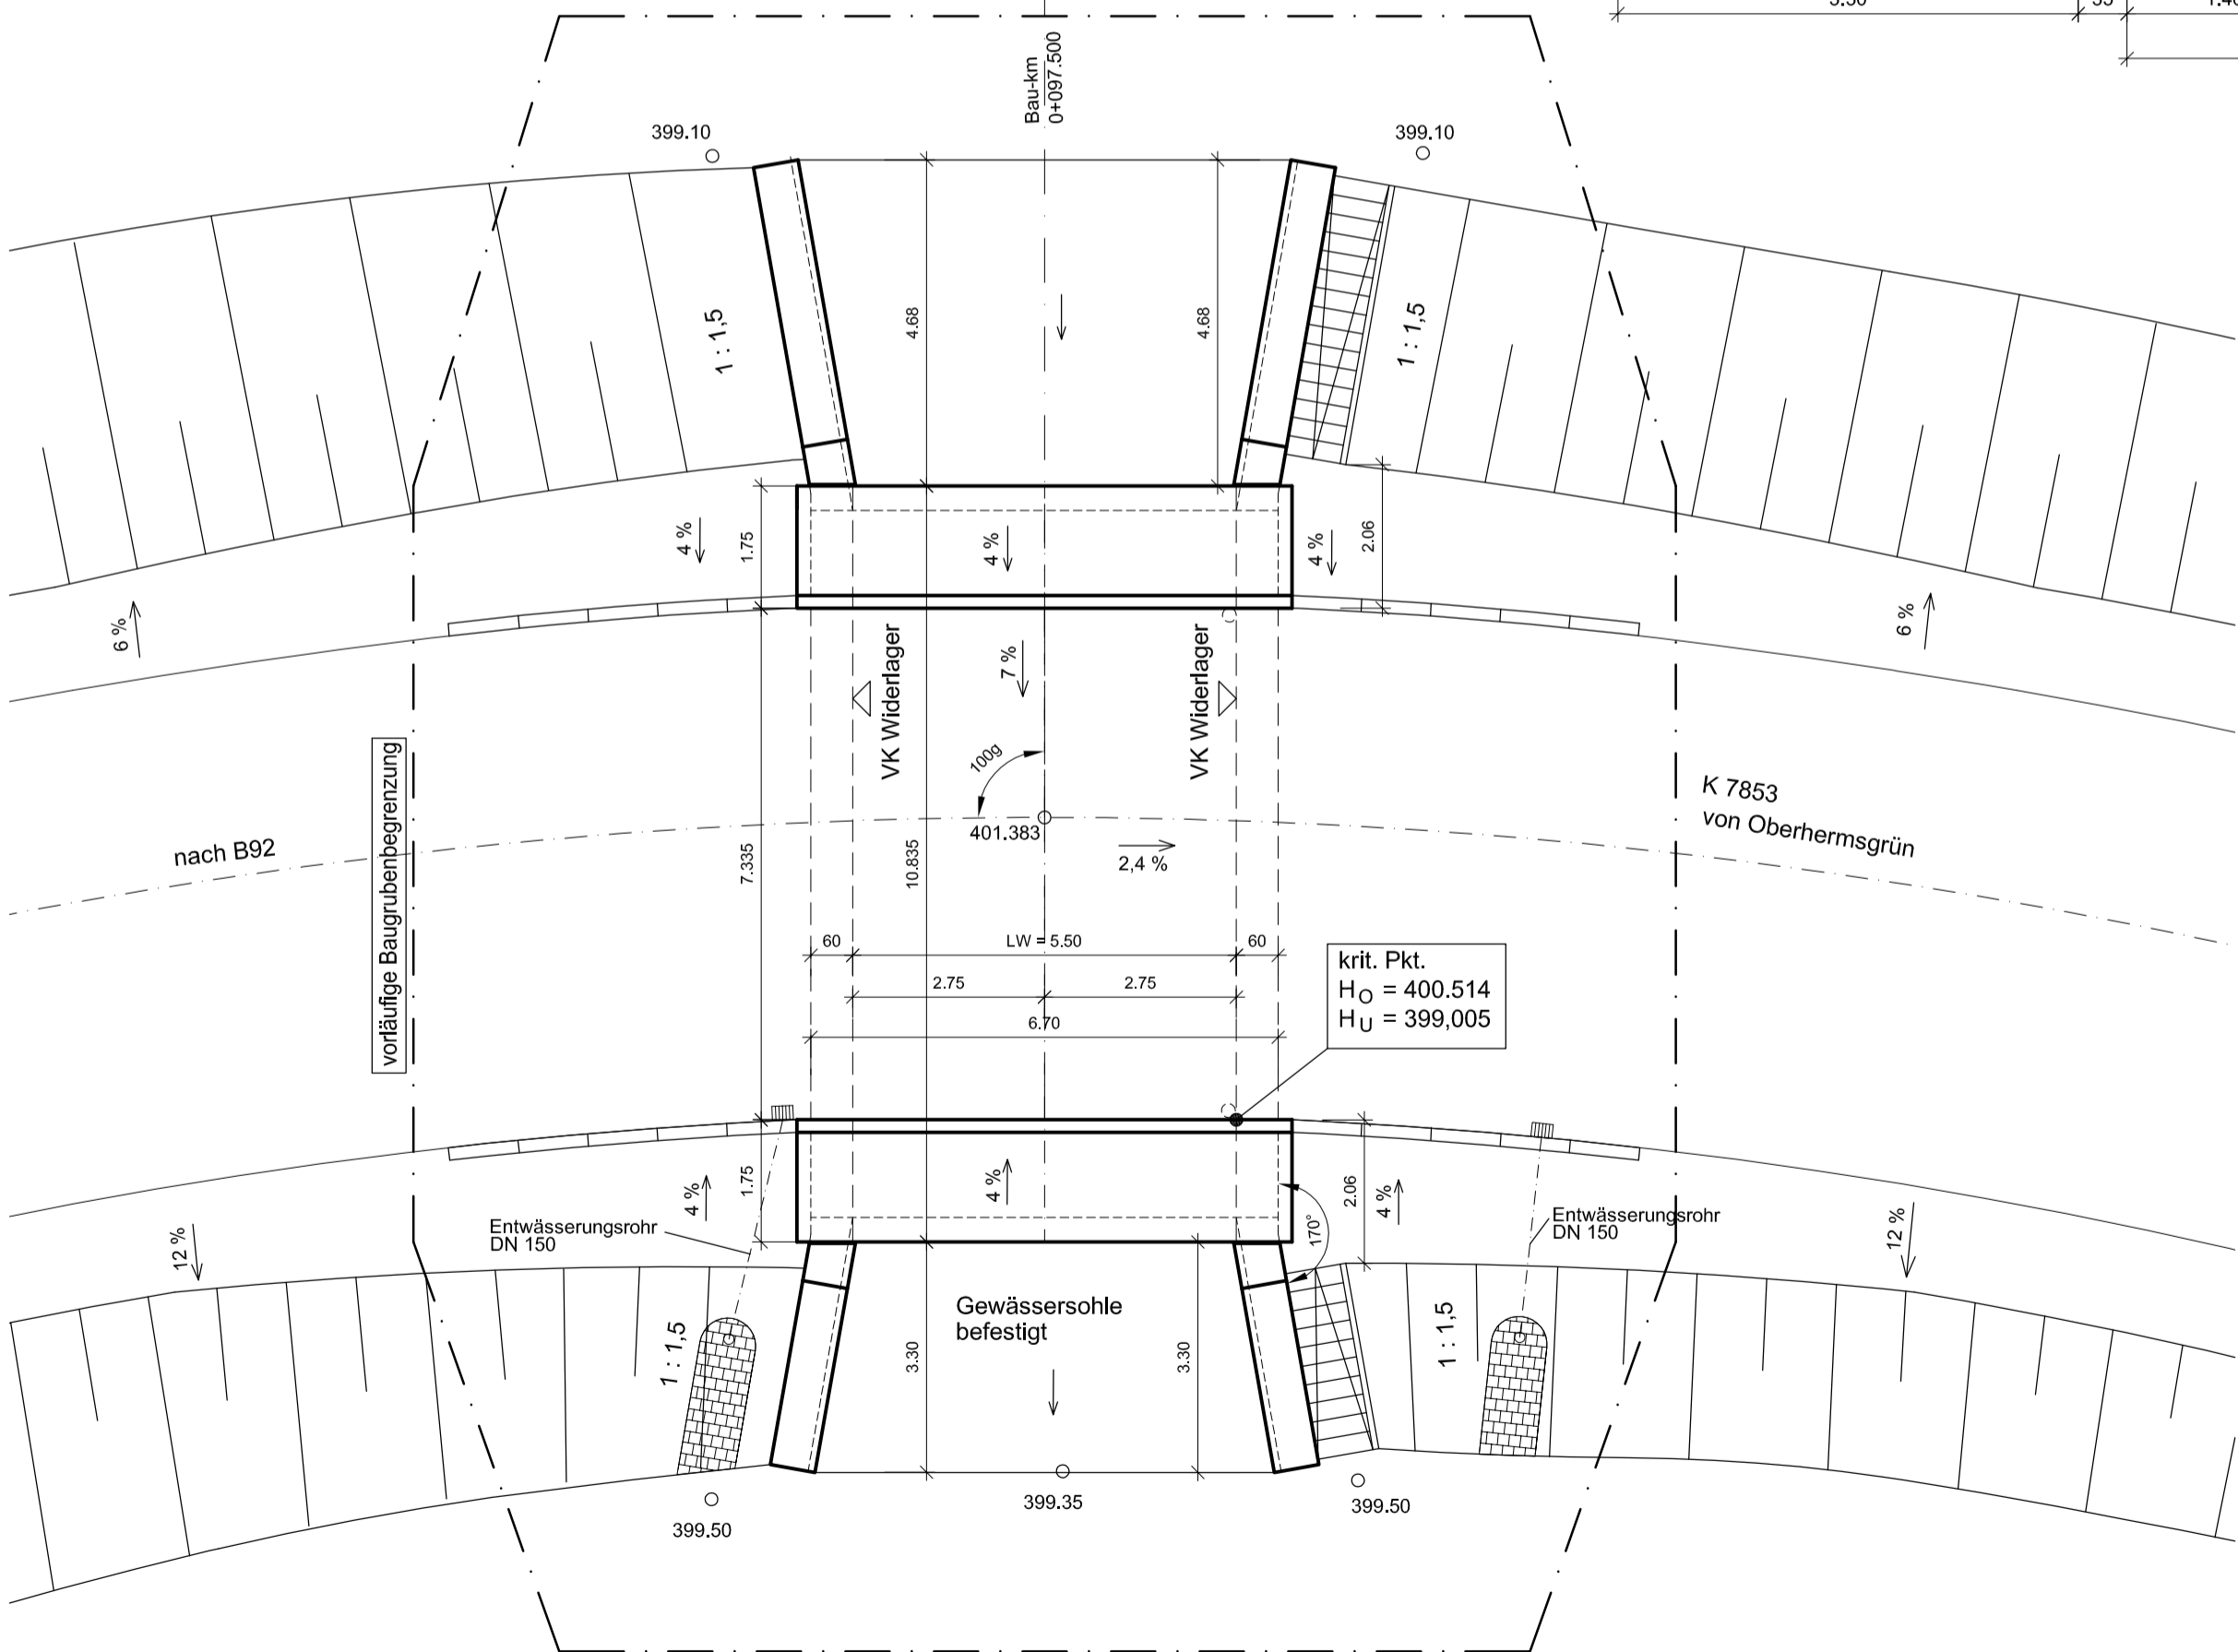 3.50
35
Bau-km
0+097.500
399.10
399.10
1 : 1,5
4.68
4.68
1 : 1,5
4 %
1.75
4 %
4 %
2.06
6 %
6 %
VK Widerlager
7 %
VK Widerlager
vorläufige Baugrubenbegrenzung
100g
K 7853
von Oberhermsgrün
nach B92
401.383
2,4 %
7.335
10.835
60
LW = 5.50
60
2.75
2.75
6.70
krit. Pkt.
HO = 400.514
HU = 399,005
4 %
1.75
4 %
2.06
4 %
170°
12 %
Entwässerungsrohr
DN 150
Entwässerungsrohr
DN 150
12 %
Gewässersohle
befestigt
1 : 1,5
3.30
3.30
1 : 1,5
399.50
399.35
399.50